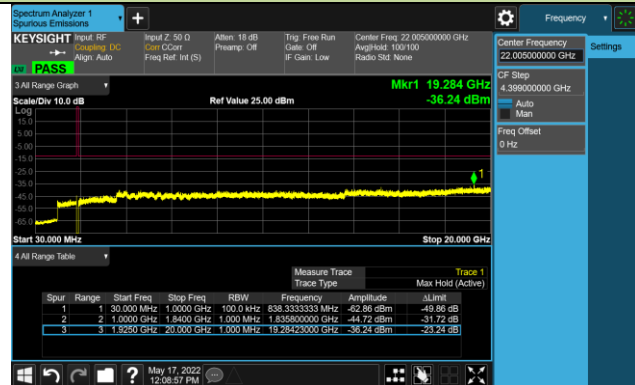 Spectrum Analyzer 1
Spurious Emissions
+
Frequency
KEYSIGHT Input: RF Input Z: 50 Ω Atten: 18 dB Trig: Free Run Center Freq: 22.005000000 GHz
Coupling: DC Corr CCorr Preamp: Off Gate: Off Avg|Hold: 100/100
Align: Auto Freq Ref: Int (S) IF Gain: Low Radio Std: None
PASS
Center Frequency
22.005000000 GHz
Settings
CF Step
4.399000000 GHz
Auto
Man
Freq Offset
0 Hz
3 All Range Graph
Mkr1 19.284 GHz
Scale/Div 10.0 dB Ref Value 25.00 dBm -36.24 dBm
Log
15.0
5.00
-5.00
-15.0
-25.0
-35.0
-45.0
-55.0
-65.0
1
Start 30.000 MHz Stop 20.000 GHz
4 All Range Table
Measure Trace Trace 1
Trace Type Max Hold (Active)
Spur Range Start Freq Stop Freq RBW Frequency Amplitude ΔLimit
1 1 30.000 MHz 1.0000 GHz 100.0 kHz 838.3333333 MHz -62.86 dBm -49.86 dB
2 2 1.0000 GHz 1.8400 GHz 1.000 MHz 1.835800000 GHz -44.72 dBm -31.72 dB
3 3 1.9250 GHz 20.000 GHz 1.000 MHz 19.28423000 GHz -36.24 dBm -23.24 dB
? May 17, 2022
12:08:57 PM